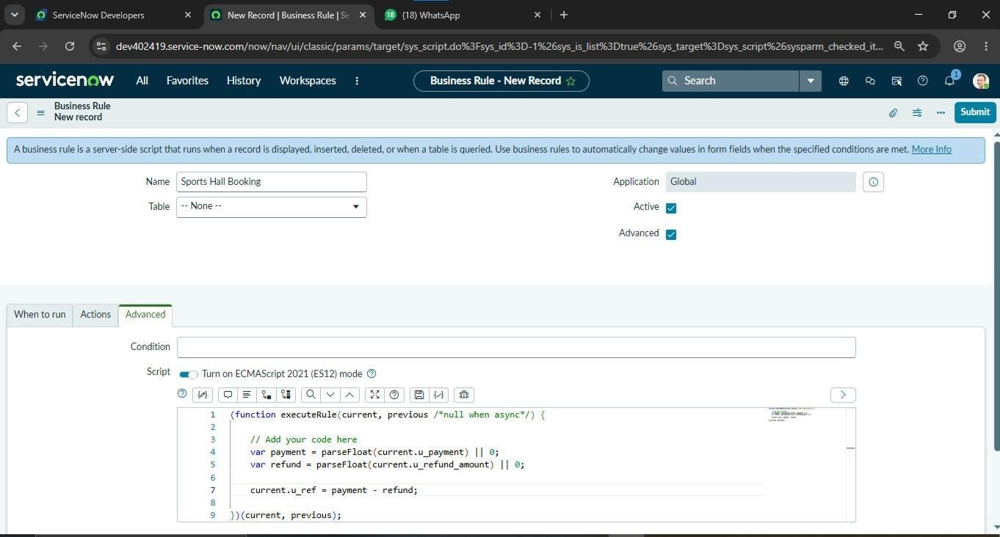 ServiceNow Developers
New Record | Business Rule | Se
18 (18) WhatsApp
dev402419.service-now.com/now/nav/ui/classic/params/target/sys_script.do%3Fsys_id%3D-1%26sys_is_list%3Dtrue%26sys_target%3Dsys_script%26sysparm_checked_it...
servicenow All Favorites History Workspaces Business Rule - New Record Search 1
Business Rule
New record
Submit
A business rule is a server-side script that runs when a record is displayed, inserted, deleted, or when a table is queried. Use business rules to automatically change values in form fields when the specified conditions are met. More Info
Name Sports Hall Booking Application Global
Table -- None -- Active
Advanced
When to run Actions Advanced
Condition
Script Turn on ECMAScript 2021 (ES12) mode
1 (function executeRule(current, previous /*null when async*/) {
2
3 // Add your code here
4 var payment = parseFloat(current.u_payment) || 0;
5 var refund = parseFloat(current.u_refund_amount) || 0;
6
7 current.u_ref = payment - refund;
8
9 })(current, previous);